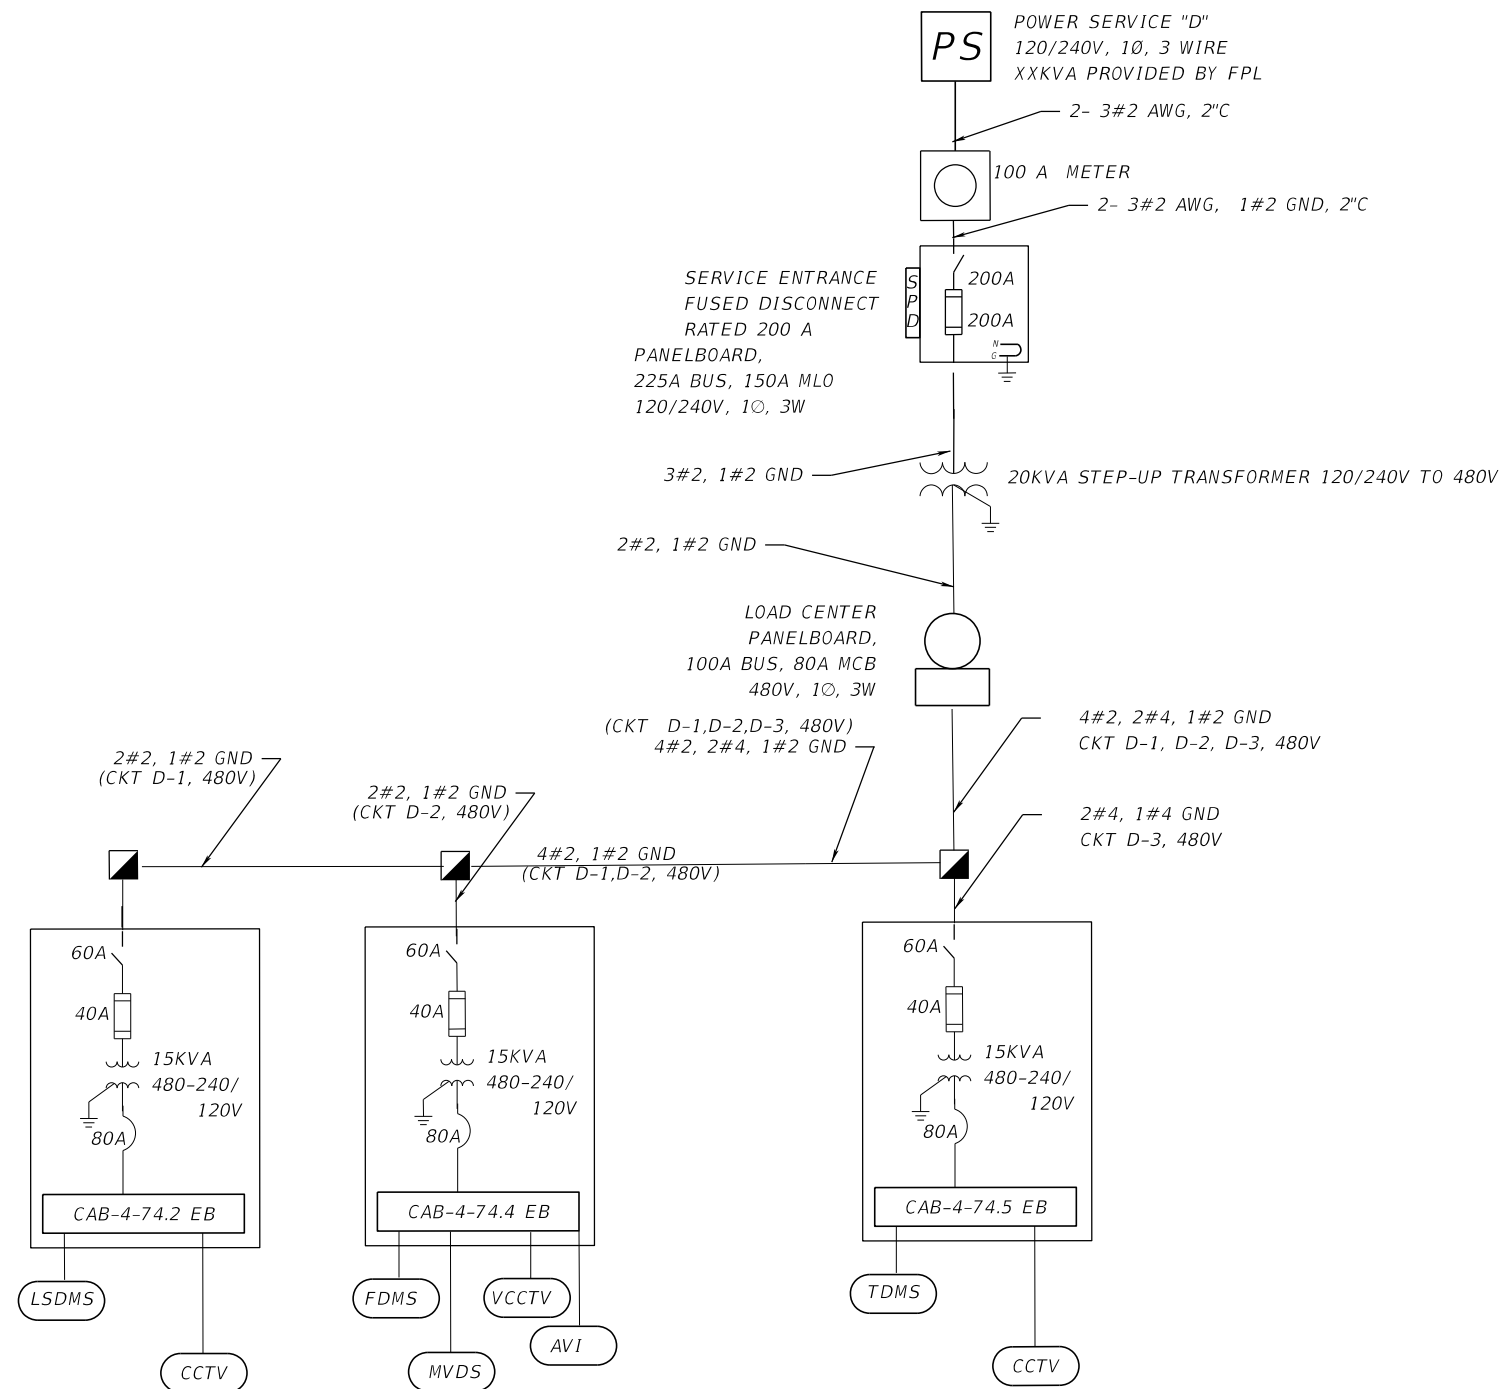 PS
POWER SERVICE "D"
120/240V, 1Ø, 3 WIRE
XXKVA PROVIDED BY FPL
2- 3#2 AWG, 2"C
100 A METER
2- 3#2 AWG, 1#2 GND, 2"C
SERVICE ENTRANCE
FUSED DISCONNECT
RATED 200 A
PANELBOARD,
225A BUS, 150A MLO
120/240V, 1∅, 3W
S
P
D
200A
200A
N
G
3#2, 1#2 GND
20KVA STEP-UP TRANSFORMER 120/240V TO 480V
2#2, 1#2 GND
LOAD CENTER
PANELBOARD,
100A BUS, 80A MCB
480V, 1∅, 3W
(CKT D-1,D-2,D-3, 480V)
4#2, 2#4, 1#2 GND
4#2, 2#4, 1#2 GND
CKT D-1, D-2, D-3, 480V
2#2, 1#2 GND
(CKT D-1, 480V)
2#2, 1#2 GND
(CKT D-2, 480V)
4#2, 1#2 GND
(CKT D-1,D-2, 480V)
2#4, 1#4 GND
CKT D-3, 480V
60A
40A
15KVA
480-240/
120V
80A
CAB-4-74.2 EB
LSDMS
CCTV
60A
40A
15KVA
480-240/
120V
80A
CAB-4-74.4 EB
FDMS
VCCTV
AVI
MVDS
60A
40A
15KVA
480-240/
120V
80A
CAB-4-74.5 EB
TDMS
CCTV